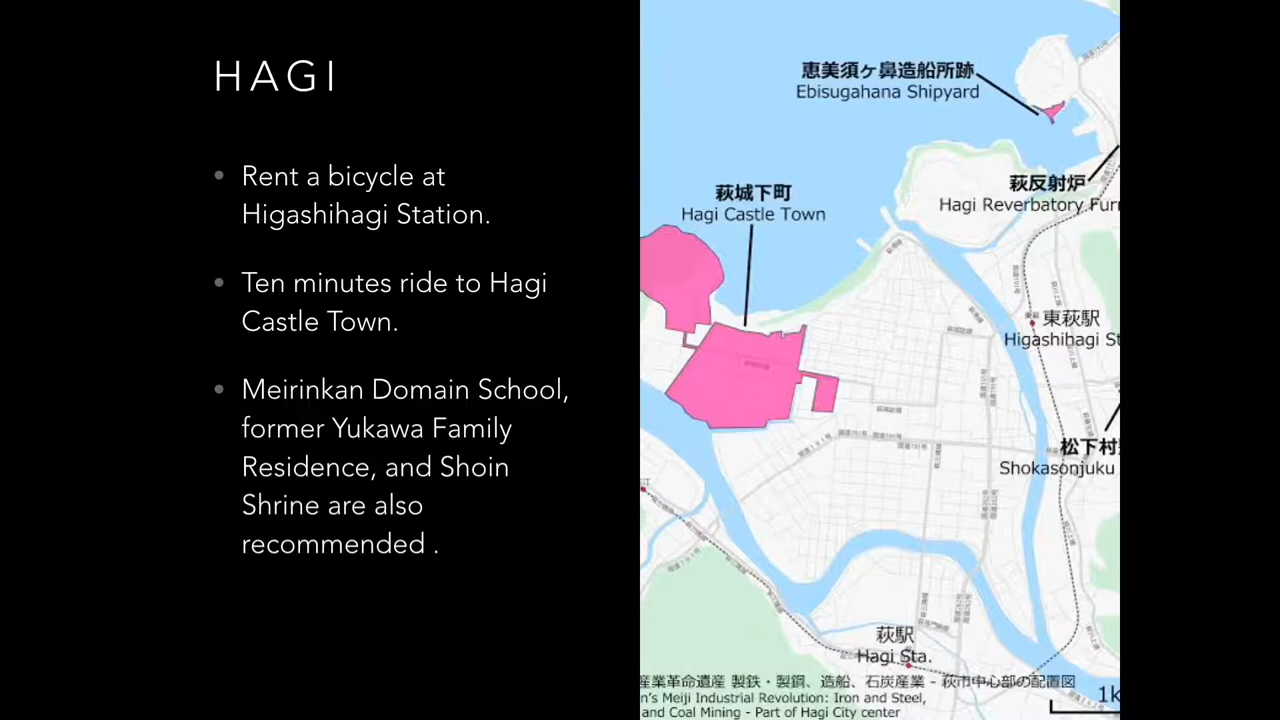 HAGI
• Rent a bicycle at
Higashihagi Station.
• Ten minutes ride to Hagi
Castle Town.
• Meirinkan Domain School,
former Yukawa Family
Residence, and Shoin
Shrine are also
recommended .
恵美須ヶ鼻造船所跡
Ebisugahana Shipyard
萩反射炉
Hagi Reverbatory Furn
萩城下町
Hagi Castle Town
東萩
東萩駅
Higashihagi St
松下村
Shokasonjuku
萩駅
Hagi Sta.
産業革命遺産 製鉄・製鋼、造船、石炭産業 - 萩市中心部の配置図
n's Meiji Industrial Revolution: Iron and Steel,
and Coal Mining - Part of Hagi City center
1k